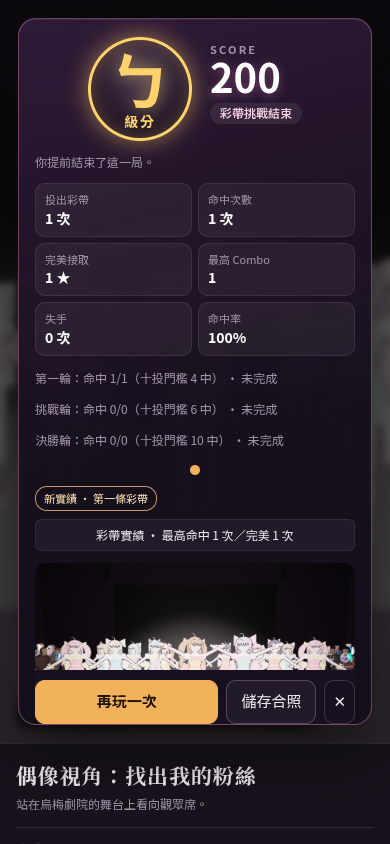 ㄅ
級分
SCORE
200
彩帶挑戰結束
你提前結束了這一局。
投出彩帶
1 次
命中次數
1 次
完美接取
1 ★
最高 Combo
1
失手
0 次
命中率
100%
第一輪：命中 1/1（十投門檻 4 中） ・ 未完成
挑戰輪：命中 0/0（十投門檻 6 中） ・ 未完成
決勝輪：命中 0/0（十投門檻 10 中） ・ 未完成
新實績 ・ 第一條彩帶
彩帶實績 ・ 最高命中 1 次／完美 1 次
再玩一次
儲存合照
✕
偶像視角：找出我的粉絲
站在烏梅劇院的舞台上看向觀眾席。